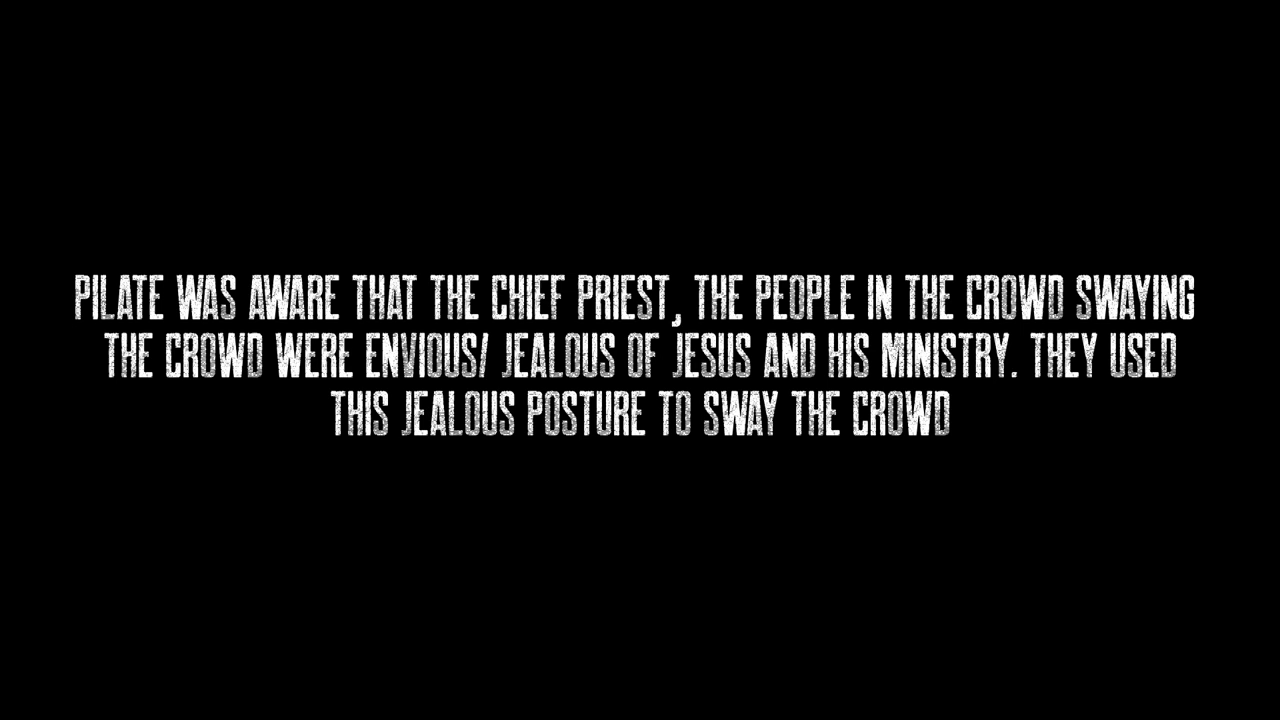 PILATE WAS AWARE THAT THE CHIEF PRIEST, THE PEOPLE IN THE CROWD SWAYING
THE CROWD WERE ENVIOUS/ JEALOUS OF JESUS AND HIS MINISTRY. THEY USED
THIS JEALOUS POSTURE TO SWAY THE CROWD